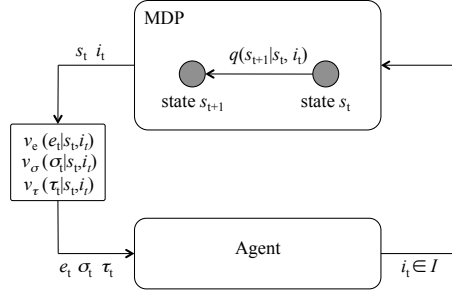 MDP
q(s_{t+1}|s_t, i_t)
s_t i_t
state s_{t+1} state s_t
v_e(e_t|s_t,i_t)
v_σ(σ_t|s_t,i_t)
v_τ(τ_t|s_t,i_t)
Agent
e_t σ_t τ_t
i_t∈I